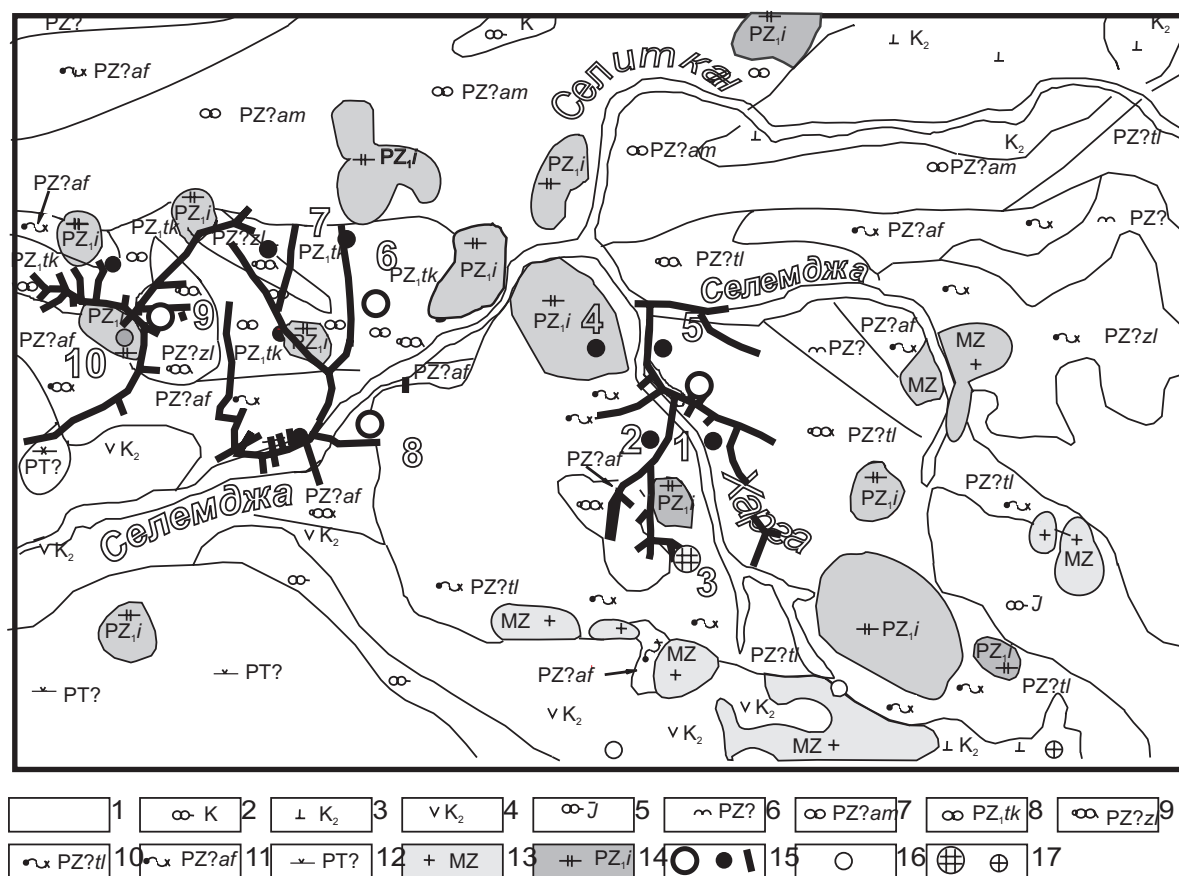 PZ?
K
PZ₁i
K₂
K₂
PZ?af
Селиткан
PZ?am
PZ?am
PZ?tl
PZ₁i
PZ₁i
PZ?am
K₂
PZ?am
PZ?af
PZ₁i
7
PZ?af
PZ?
PZ₁i
PZ₁tk
PZ?zl
PZ₁tk
6
PZ₁tk
PZ₁i
PZ?tl
Селемджа
PZ₁tk
PZ₁
9
PZ₁i
4
5
PZ?af
MZ
PZ?zl
PZ?af
10
PZ?zl
PZ₁tk
PZ₁i
PZ?
PZ?af
PZ?af
MZ
K₂
PT?
8
2
1
PZ?tl
PZ?af
Селемджа
PZ?af
PZ₁i
Харга
PZ₁i
PZ?tl
K₂
K₂
MZ
3
PZ?tl
J
PZ₁i
MZ
PZ₁i
PZ₁i
PT?
PT?
PZ?af
MZ
PZ?tl
PZ?tl
K₂
K₂
K₂
MZ
K₂
1 K 2 K₂ 3 K₂ 4 J 5 PZ? 6 PZ?am 7 PZ₁tk 8 PZ?zl 9
PZ?tl 10 PZ?af 11 PT? 12 MZ 13 PZ₁i 14 15 16 17